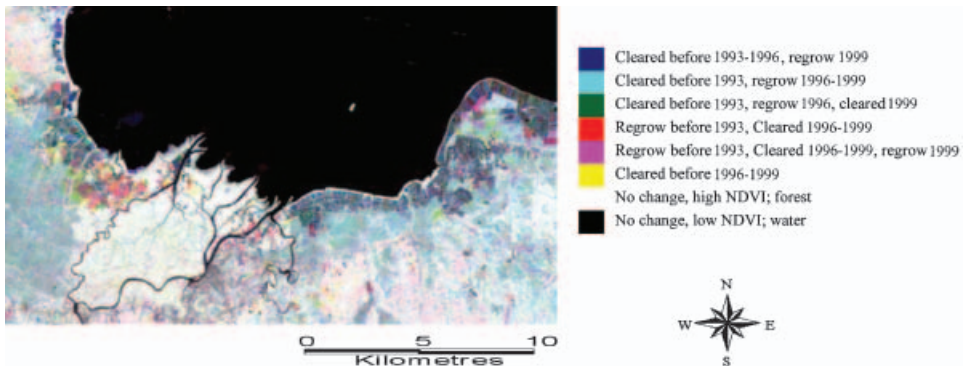 Cleared before 1993-1996, regrow 1999
Cleared before 1993, regrow 1996-1999
Cleared before 1993, regrow 1996, cleared 1999
Regrow before 1993, Cleared 1996-1999
Regrow before 1993, Cleared 1996-1999, regrow 1999
Cleared before 1996-1999
No change, high NDVI; forest
No change, low NDVI; water
N
W E
S
0 5 10
Kilometres